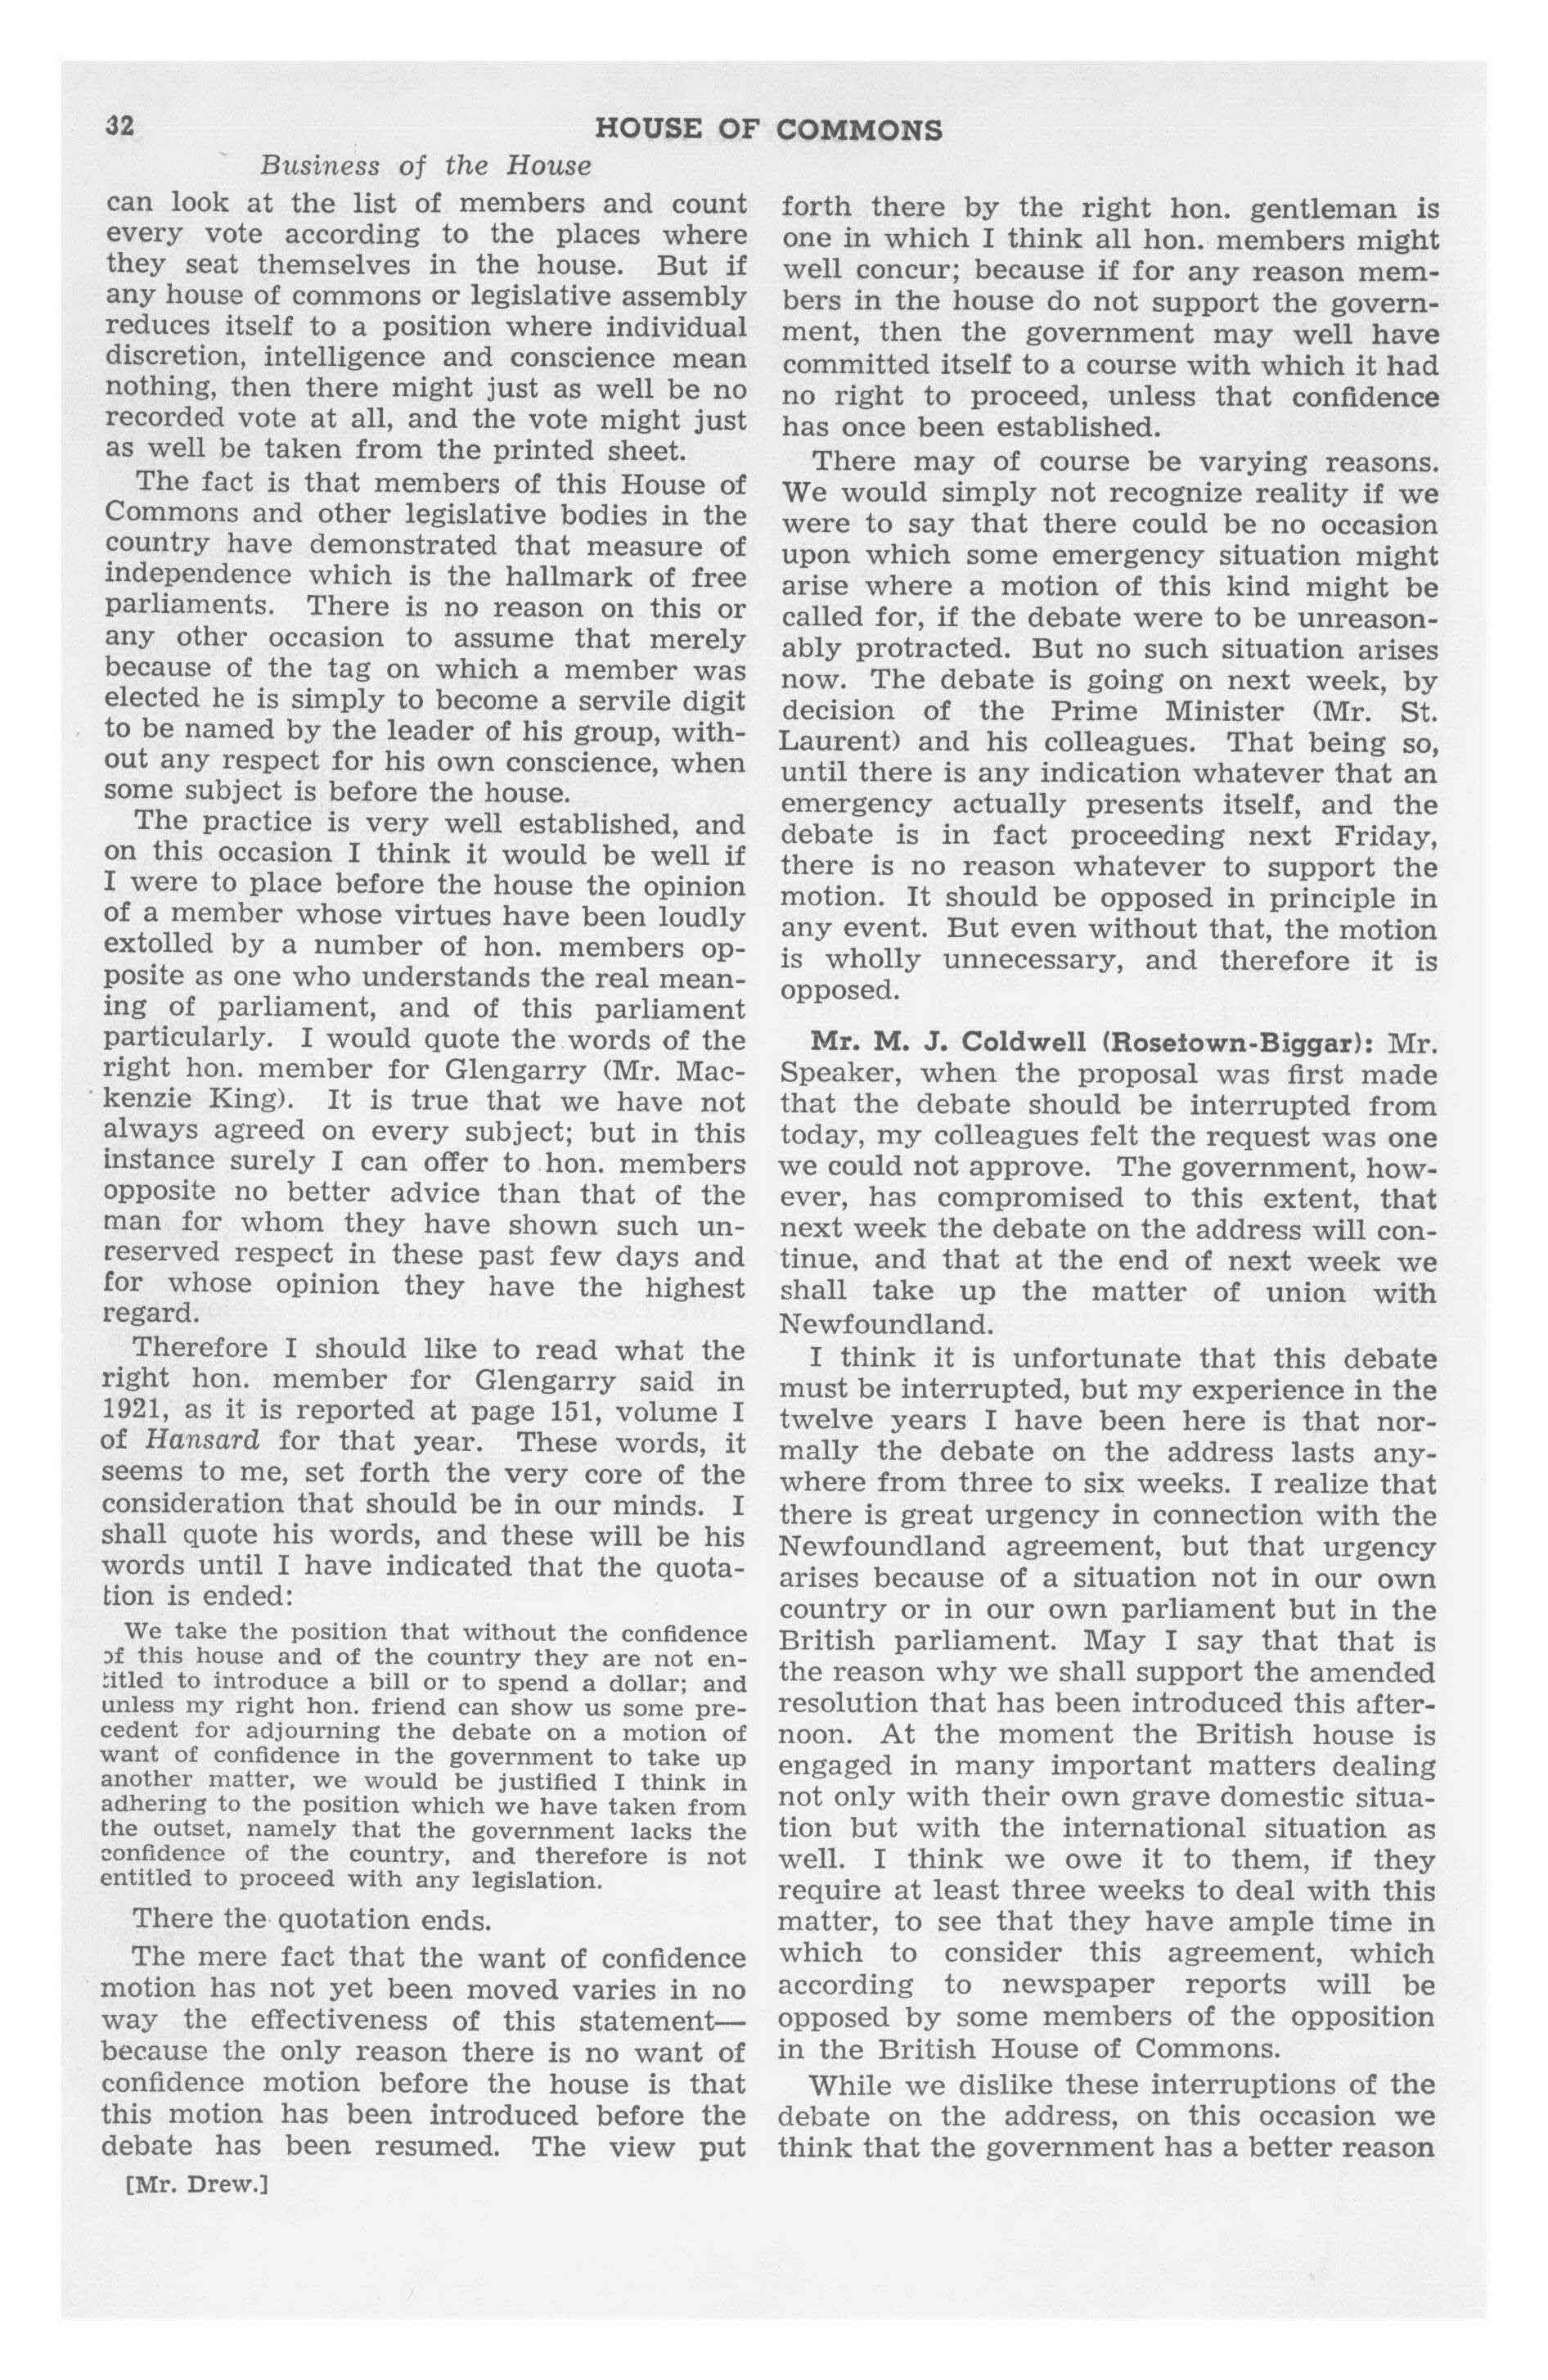 32
HOUSE OF COMMONS
Business of the House
can look at the list of members and count
every vote according to the places where
they seat themselves in the house. But if
any house of commons or legislative assembly
reduces itself to a position where individual
discretion, intelligence and conscience mean
nothing, then there might just as well be no
recorded vote at all, and the vote might just
as well be taken from the printed sheet.
The fact is that members of this House of
Commons and other legislative bodies in the
country have demonstrated that measure of
independence which is the hallmark of free
parliaments. There is no reason on this or
any other occasion to assume that merely
because of the tag on which a member was
elected he is simply to become a servile digit
to be named by the leader of his group, with-
out any respect for his own conscience, when
some subject is before the house.
The practice is very well established, and
on this occasion I think it would be well if
I were to place before the house the opinion
of a member whose virtues have been loudly
extolled by a number of hon. members op-
posite as one who understands the real mean-
ing of parliament, and of this parliament
particularly. I would quote the words of the
right hon. member for Glengarry (Mr. Mac-
kenzie King). It is true that we have not
always agreed on every subject; but in this
instance surely I can offer to hon. members
opposite no better advice than that of the
man for whom they have shown such un-
reserved respect in these past few days and
for whose opinion they have the highest
regard.
Therefore I should like to read what the
right hon. member for Glengarry said in
1921, as it is reported at page 151, volume I
of Hansard for that year. These words, it
seems to me, set forth the very core of the
consideration that should be in our minds. I
shall quote his words, and these will be his
words until I have indicated that the quota-
tion is ended:
We take the position that without the confidence
of this house and of the country they are not en-
titled to introduce a bill or to spend a dollar; and
unless my right hon. friend can show us some pre-
cedent for adjourning the debate on a motion of
want of confidence in the government to take up
another matter, we would be justified I think in
adhering to the position which we have taken from
the outset, namely that the government lacks the
confidence of the country, and therefore is not
entitled to proceed with any legislation.
There the quotation ends.
The mere fact that the want of confidence
motion has not yet been moved varies in no
way the effectiveness of this statement—
because the only reason there is no want of
confidence motion before the house is that
this motion has been introduced before the
debate has been resumed. The view put
[Mr. Drew.]
forth there by the right hon. gentleman is
one in which I think all hon. members might
well concur; because if for any reason mem-
bers in the house do not support the govern-
ment, then the government may well have
committed itself to a course with which it had
no right to proceed, unless that confidence
has once been established.
There may of course be varying reasons.
We would simply not recognize reality if we
were to say that there could be no occasion
upon which some emergency situation might
arise where a motion of this kind might be
called for, if the debate were to be unreason-
ably protracted. But no such situation arises
now. The debate is going on next week, by
decision of the Prime Minister (Mr. St.
Laurent) and his colleagues. That being so,
until there is any indication whatever that an
emergency actually presents itself, and the
debate is in fact proceeding next Friday,
there is no reason whatever to support the
motion. It should be opposed in principle in
any event. But even without that, the motion
is wholly unnecessary, and therefore it is
opposed.
Mr. M. J. Coldwell (Rosetown-Biggar): Mr.
Speaker, when the proposal was first made
that the debate should be interrupted from
today, my colleagues felt the request was one
we could not approve. The government, how-
ever, has compromised to this extent, that
next week the debate on the address will con-
tinue, and that at the end of next week we
shall take up the matter of union with
Newfoundland.
I think it is unfortunate that this debate
must be interrupted, but my experience in the
twelve years I have been here is that nor-
mally the debate on the address lasts any-
where from three to six weeks. I realize that
there is great urgency in connection with the
Newfoundland agreement, but that urgency
arises because of a situation not in our own
country or in our own parliament but in the
British parliament. May I say that that is
the reason why we shall support the amended
resolution that has been introduced this after-
noon. At the moment the British house is
engaged in many important matters dealing
not only with their own grave domestic situa-
tion but with the international situation as
well. I think we owe it to them, if they
require at least three weeks to deal with this
matter, to see that they have ample time in
which to consider this agreement, which
according to newspaper reports will be
opposed by some members of the opposition
in the British House of Commons.
While we dislike these interruptions of the
debate on the address, on this occasion we
think that the government has a better reason